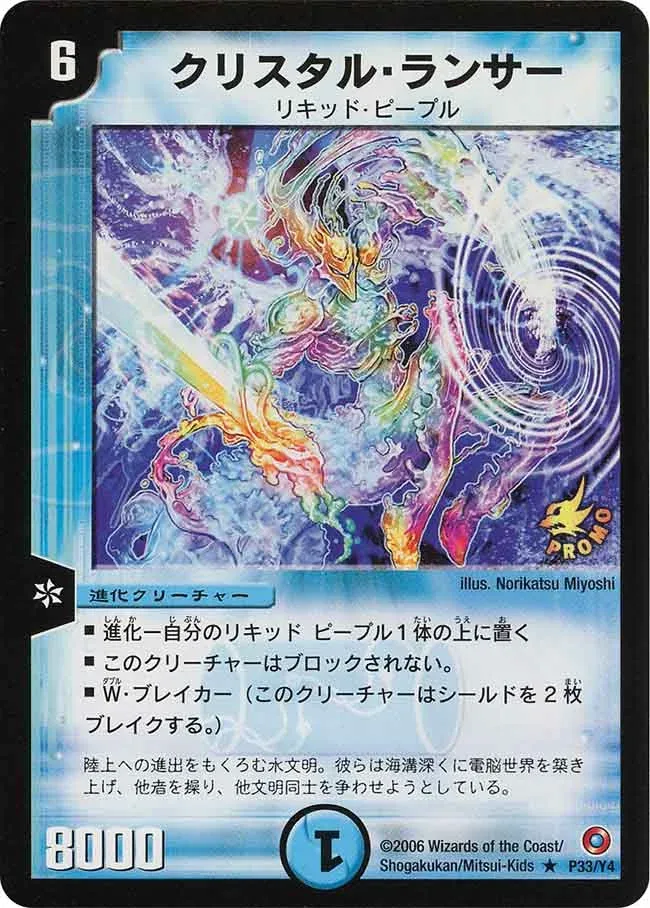 6
クリスタル・ランサー
リキッド・ピープル
PROMO
illus. Norikatsu Miyoshi
進化クリーチャー
■ 進化ー自分のリキッド ピープル1体の上に置く
■ このクリーチャーはブロックされない。
■ W・ブレイカー（このクリーチャーはシールドを2枚
ブレイクする。）
陸上への進出をもくろむ水文明。彼らは海溝深くに電脳世界を築き
上げ、他者を操り、他文明同士を争わせようとしている。
8000
1
©2006 Wizards of the Coast/
Shogakukan/Mitsui-Kids ★ P33/Y4